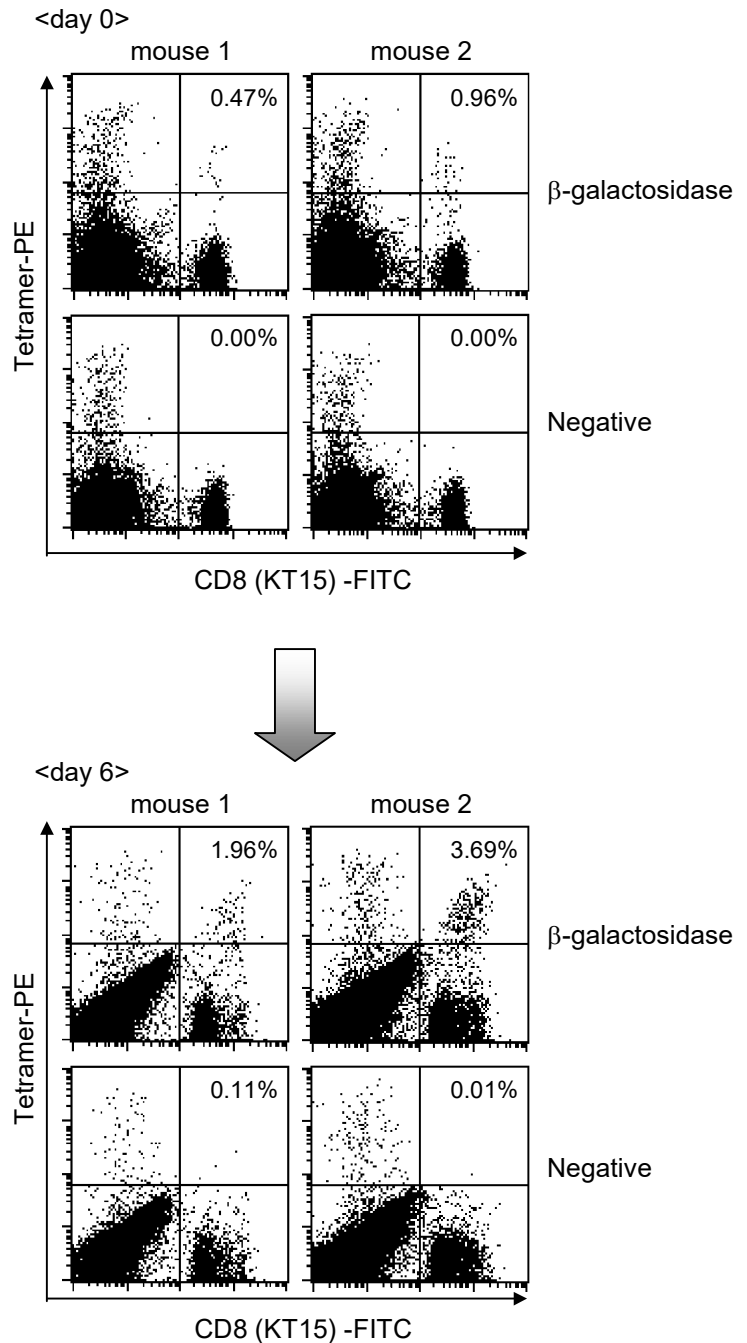 <day 0>
mouse 1 mouse 2
0.47% 0.96%
β-galactosidase
0.00% 0.00%
Negative
Tetramer-PE
CD8 (KT15) -FITC
<day 6>
mouse 1 mouse 2
1.96% 3.69%
β-galactosidase
0.11% 0.01%
Negative
Tetramer-PE
CD8 (KT15) -FITC